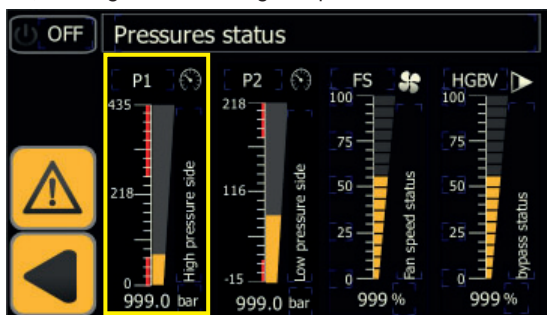 OFF
Pressures status
P1
P2
FS
HGBV
435
218
0
High pressure side
999.0 bar
218
116
-15
Low pressure side
999.0 bar
100
75
50
25
0
Fan speed status
999 %
100
75
50
25
0
bypass status
999 %